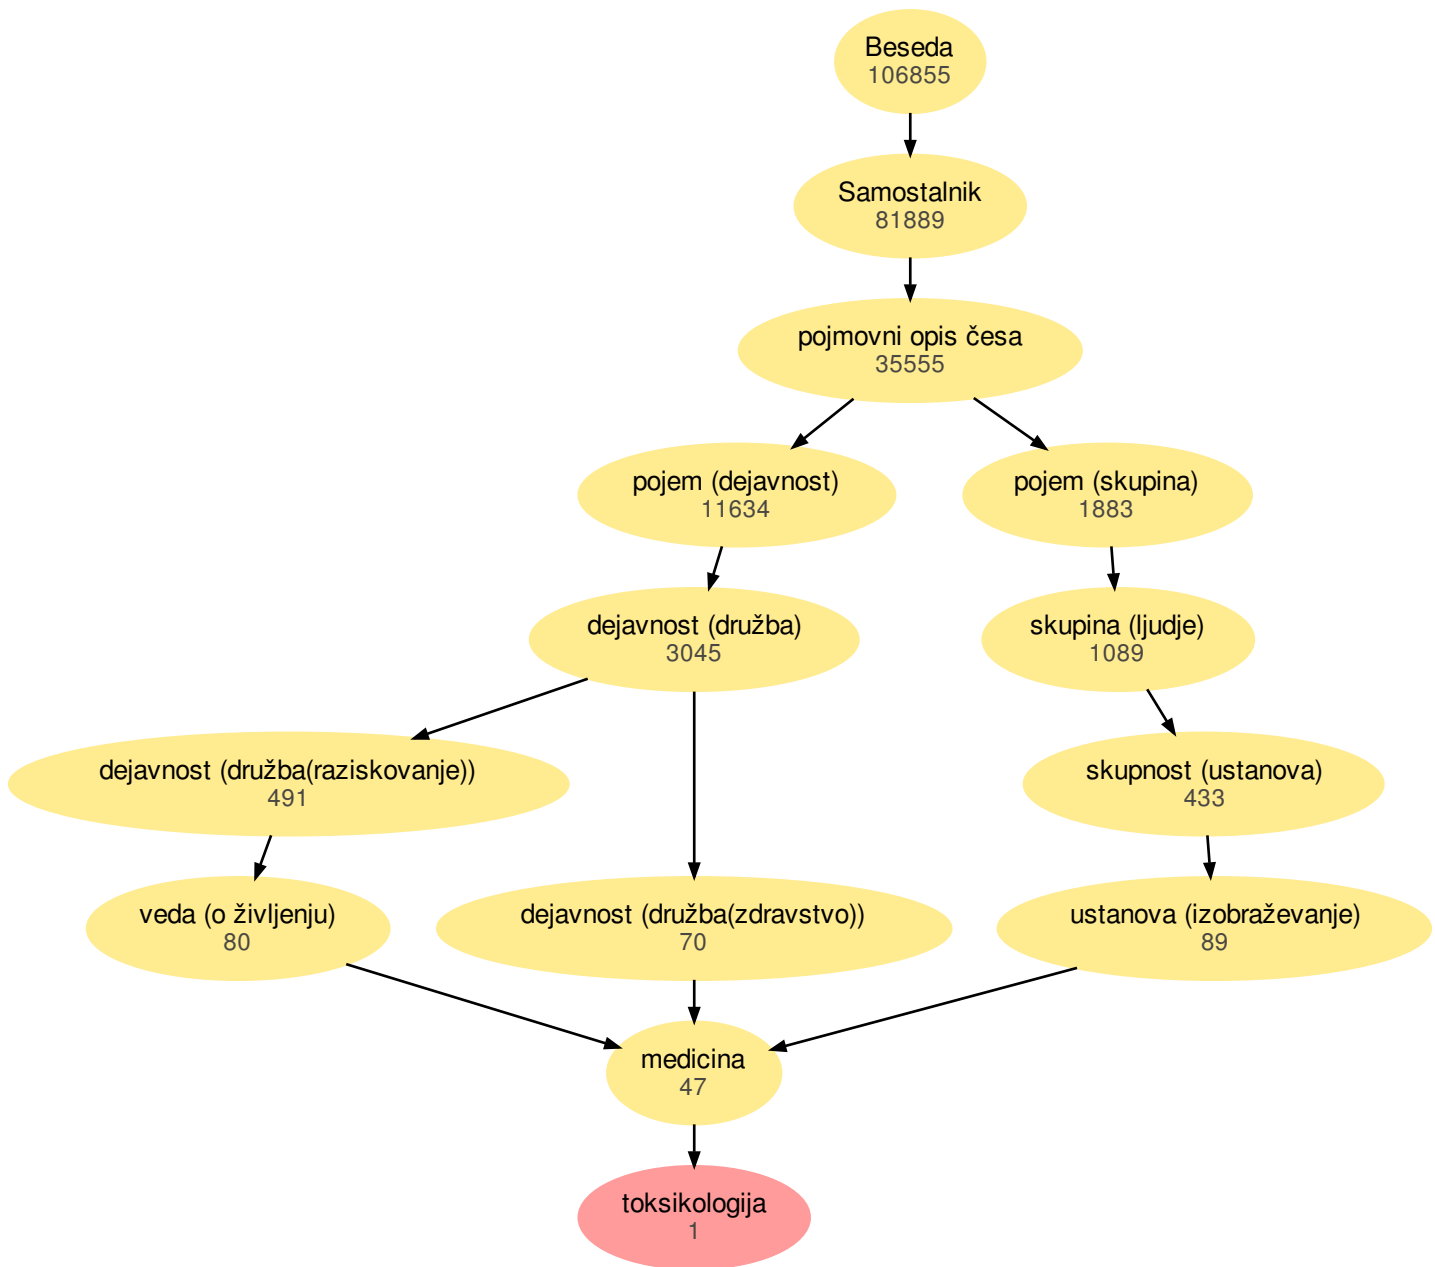 Beseda
106855
Samostalnik
81889
pojmovni opis česa
35555
pojem (dejavnost)
11634
pojem (skupina)
1883
dejavnost (družba)
3045
skupina (ljudje)
1089
dejavnost (družba(raziskovanje))
491
skupnost (ustanova)
433
veda (o življenju)
80
dejavnost (družba(zdravstvo))
70
ustanova (izobraževanje)
89
medicina
47
toksikologija
1